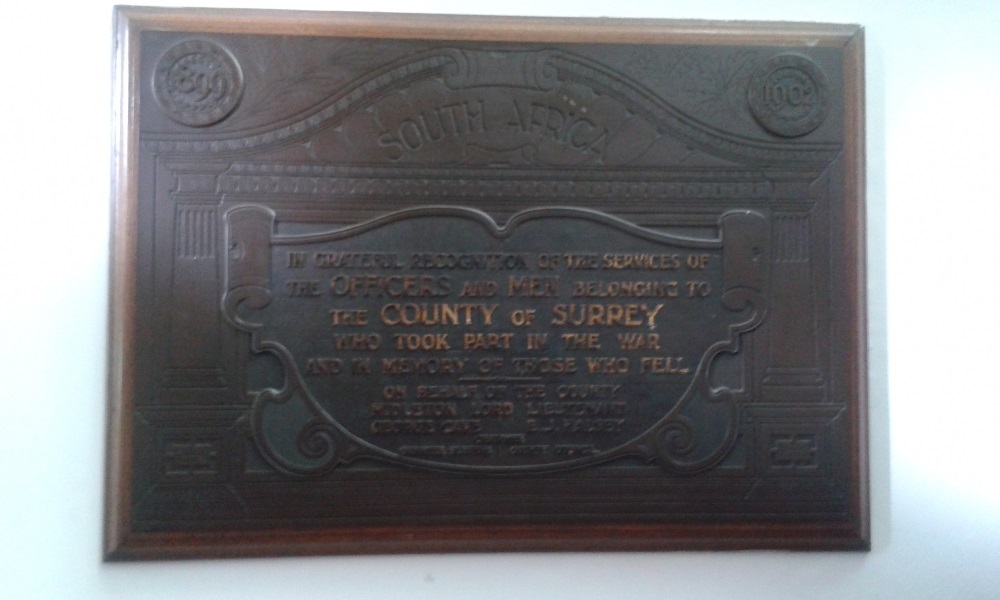 1899
1902
SOUTH AFRICA
IN GRATEFUL RECOGNITION OF THE SERVICES OF
THE OFFICERS AND MEN BELONGING TO
THE COUNTY OF SURREY
WHO TOOK PART IN THE WAR
AND IN MEMORY OF THOSE WHO FELL
ON BEHALF OF THE COUNTY
MIDLETON LORD LIEUTENANT
GEORGE CAVE E.J. HALSEY